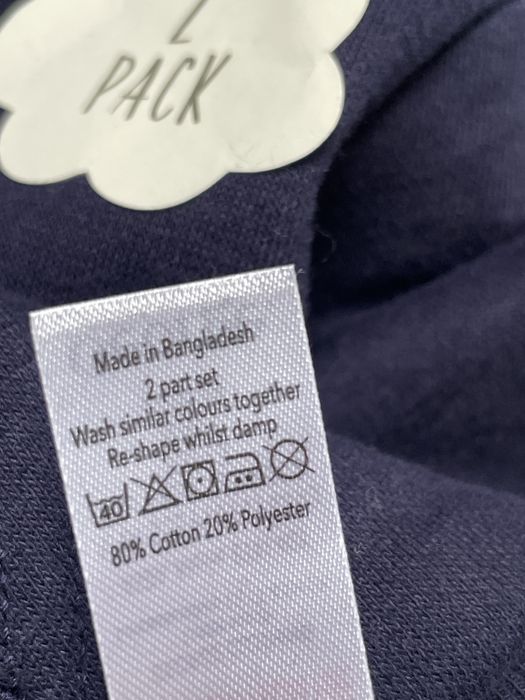 2
PACK
Made in Bangladesh
2 part set
Wash similar colours together
Re-shape whilst damp
40
80% Cotton 20% Polyester